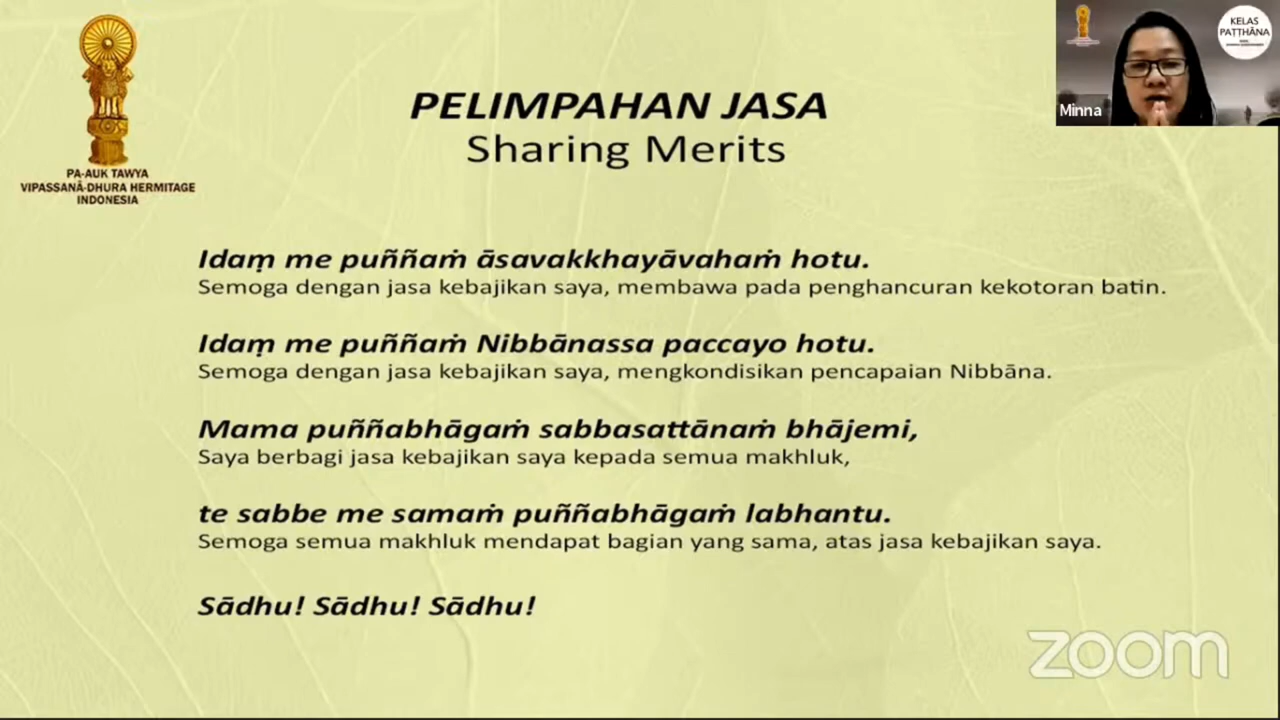 PELIMPAHAN JASA
Sharing Merits
PA-AUK TAWYA
VIPASSANĀ-DHURA HERMITAGE
INDONESIA
KELAS
PAṬṬHĀNA
Minna
Idaṃ me puññaṁ āsavakkhayāvahaṁ hotu.
Semoga dengan jasa kebajikan saya, membawa pada penghancuran kekotoran batin.
Idaṃ me puññaṁ Nibbānassa paccayo hotu.
Semoga dengan jasa kebajikan saya, mengkondisikan pencapaian Nibbāna.
Mama puññabhāgaṁ sabbasattānaṁ bhājemi,
Saya berbagi jasa kebajikan saya kepada semua makhluk,
te sabbe me samaṁ puññabhāgaṁ labhantu.
Semoga semua makhluk mendapat bagian yang sama, atas jasa kebajikan saya.
Sādhu! Sādhu! Sādhu!
zoom